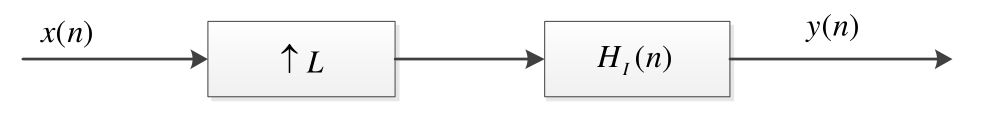 x(n)
↑ L
H_I(n)
y(n)